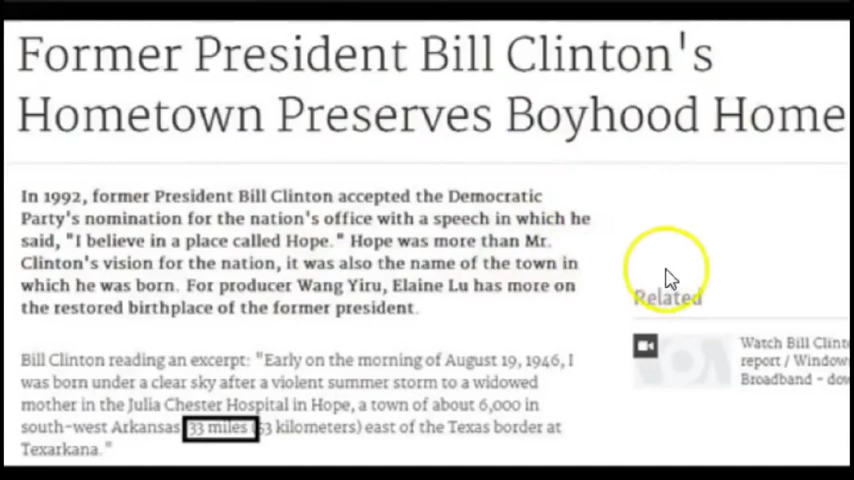 Former President Bill Clinton's
Hometown Preserves Boyhood Home
In 1992, former President Bill Clinton accepted the Democratic
Party's nomination for the nation's office with a speech in which he
said, "I believe in a place called Hope." Hope was more than Mr.
Clinton's vision for the nation, it was also the name of the town in
which he was born. For producer Wang Yiru, Elaine Lu has more on
the restored birthplace of the former president.
Related
Watch Bill Clint
report / Window
Broadband - dow
Bill Clinton reading an excerpt: "Early on the morning of August 19, 1946, I
was born under a clear sky after a violent summer storm to a widowed
mother in the Julia Chester Hospital in Hope, a town of about 6,000 in
south-west Arkansas 33 miles (53 kilometers) east of the Texas border at
Texarkana."